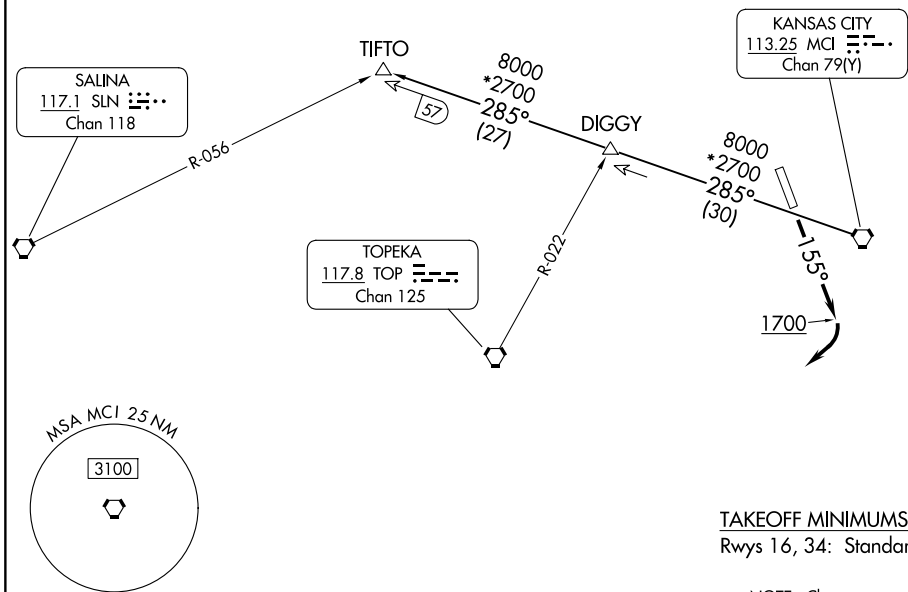 KANSAS CITY
113.25 MCI
Chan 79(Y)
TIFTO
SALINA
117.1 SLN
Chan 118
8000
*2700
285°
(27)
57
DIGGY
R-056
8000
*2700
285°
(30)
R-022
TOPEKA
117.8 TOP
Chan 125
155°
1700
MSA MCI 25 NM
3100
TAKEOFF MINIMUMS
Rwys 16, 34: Standar